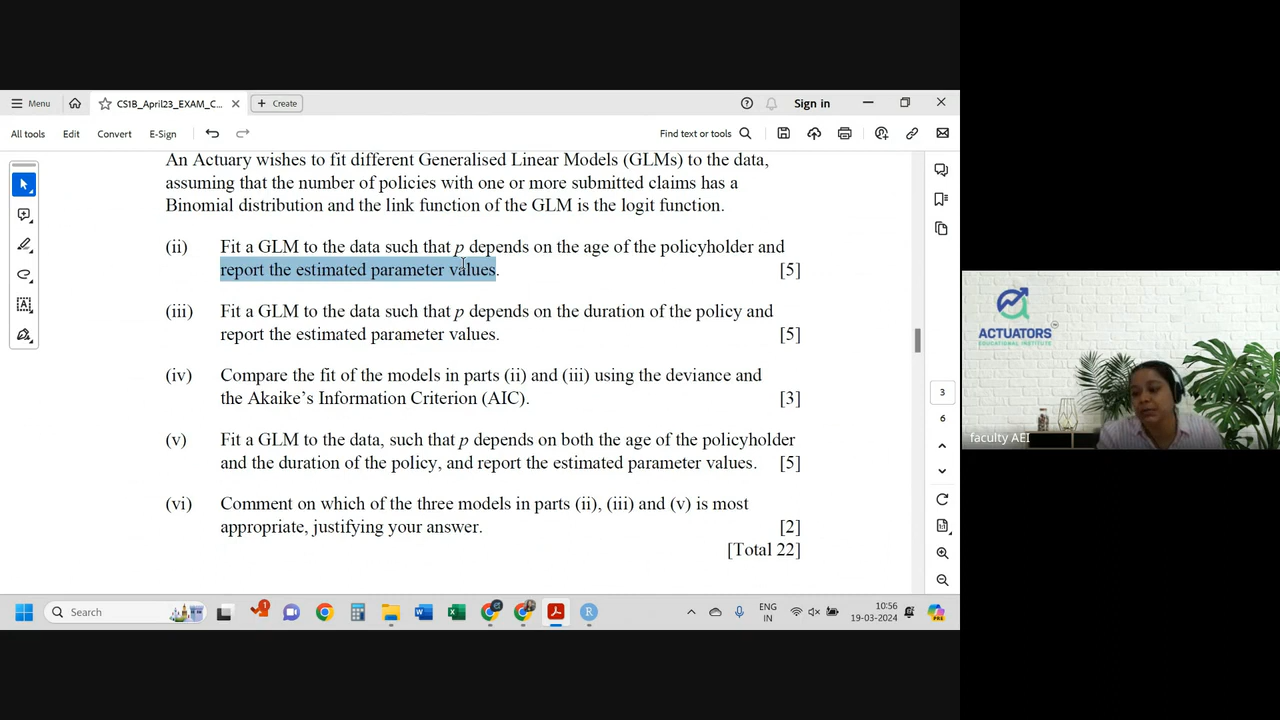 Menu
CS1B_April23_EXAM_C...
Create
Sign in
All tools
Edit
Convert
E-Sign
Find text or tools
An Actuary wishes to fit different Generalised Linear Models (GLMs) to the data,
assuming that the number of policies with one or more submitted claims has a
Binomial distribution and the link function of the GLM is the logit function.
(ii) Fit a GLM to the data such that p depends on the age of the policyholder and
report the estimated parameter values. [5]
(iii) Fit a GLM to the data such that p depends on the duration of the policy and
report the estimated parameter values. [5]
(iv) Compare the fit of the models in parts (ii) and (iii) using the deviance and
the Akaike's Information Criterion (AIC). [3]
(v) Fit a GLM to the data, such that p depends on both the age of the policyholder
and the duration of the policy, and report the estimated parameter values. [5]
(vi) Comment on which of the three models in parts (ii), (iii) and (v) is most
appropriate, justifying your answer. [2]
[Total 22]
3
6
ACTUATORS
EDUCATIONAL INSTITUTE
faculty AEI
Search
1
ENG
IN
10:56
19-03-2024